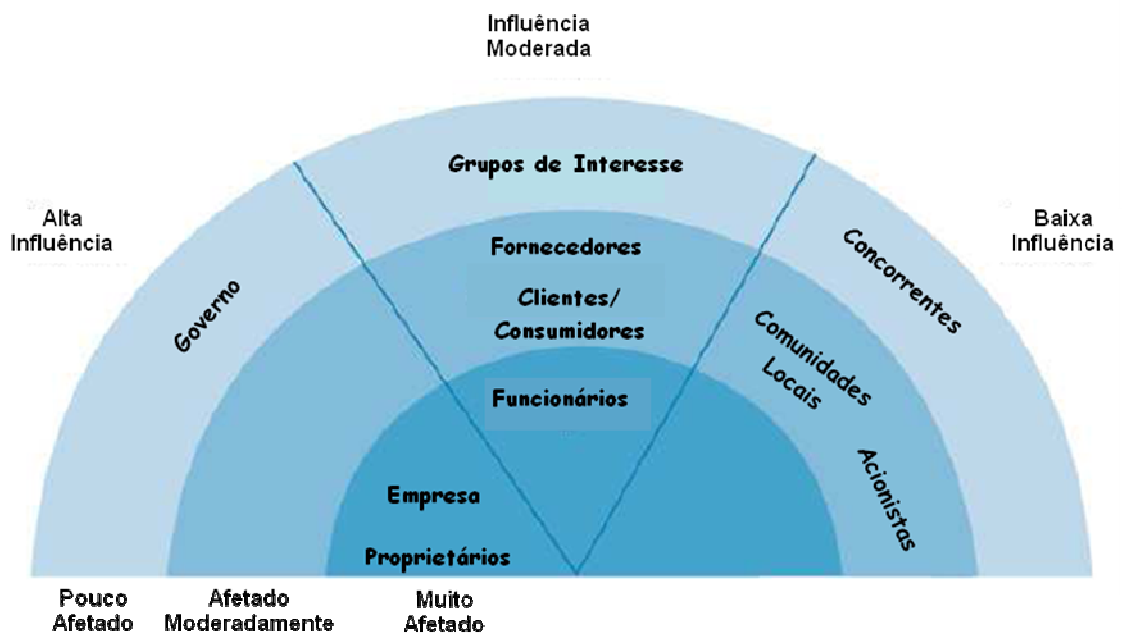 Influência
Moderada
Grupos de Interesse
Alta
Influência
Baixa
Influência
Fornecedores
Concorrentes
Governo
Clientes/
Consumidores
Comunidades
Locais
Funcionários
Acionistas
Empresa
Proprietários
Pouco
Afetado
Afetado
Moderadamente
Muito
Afetado